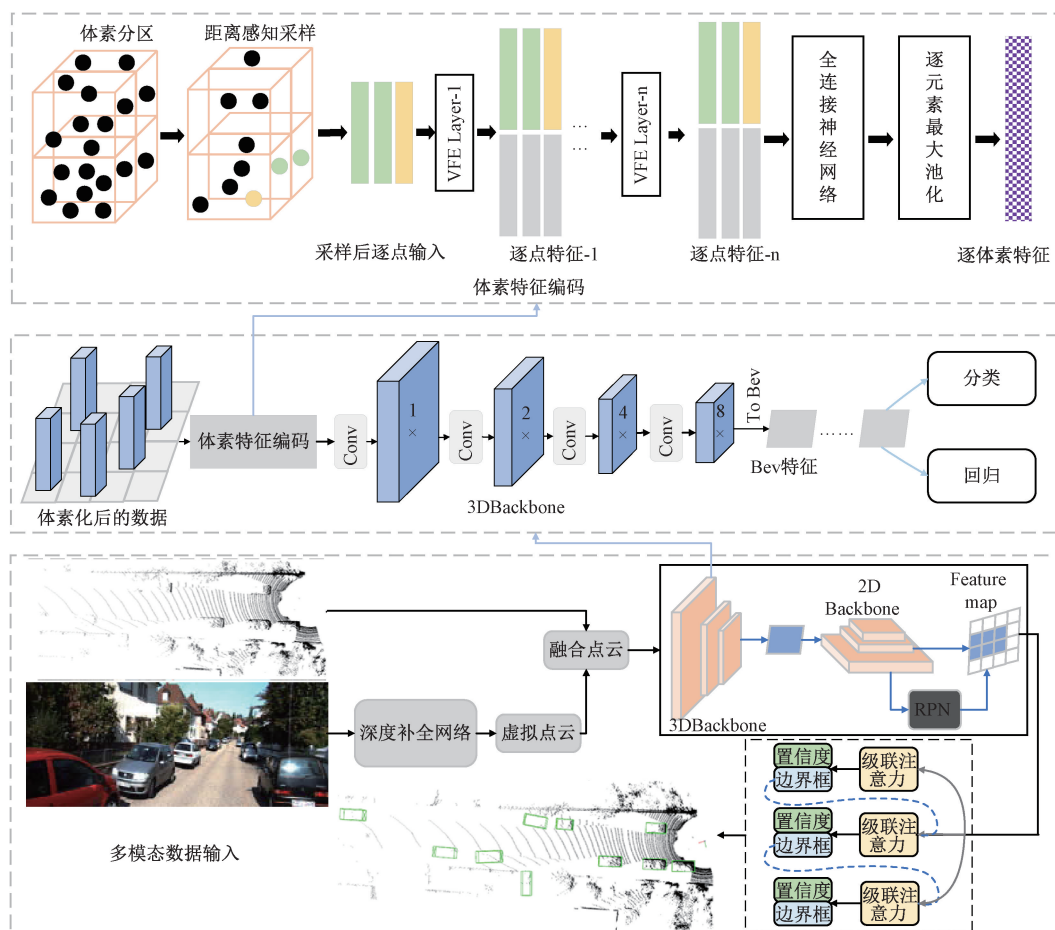 体素分区
距离感知采样
VFE Layer-1
...
...
VFE Layer-n
全连接神经网络
逐元素最大池化
采样后逐点输入
逐点特征-1
逐点特征-n
逐体素特征
体素特征编码
体素化后的数据
体素特征编码
Conv
1×
Conv
2×
Conv
4×
Conv
8×
To Bev
Bev特征
……
分类
回归
3DBackbone
融合点云
深度补全网络
虚拟点云
多模态数据输入
3DBackbone
2D
Backbone
Feature
map
RPN
置信度
边界框
级联注
意力
置信度
边界框
级联注
意力
置信度
边界框
级联注
意力